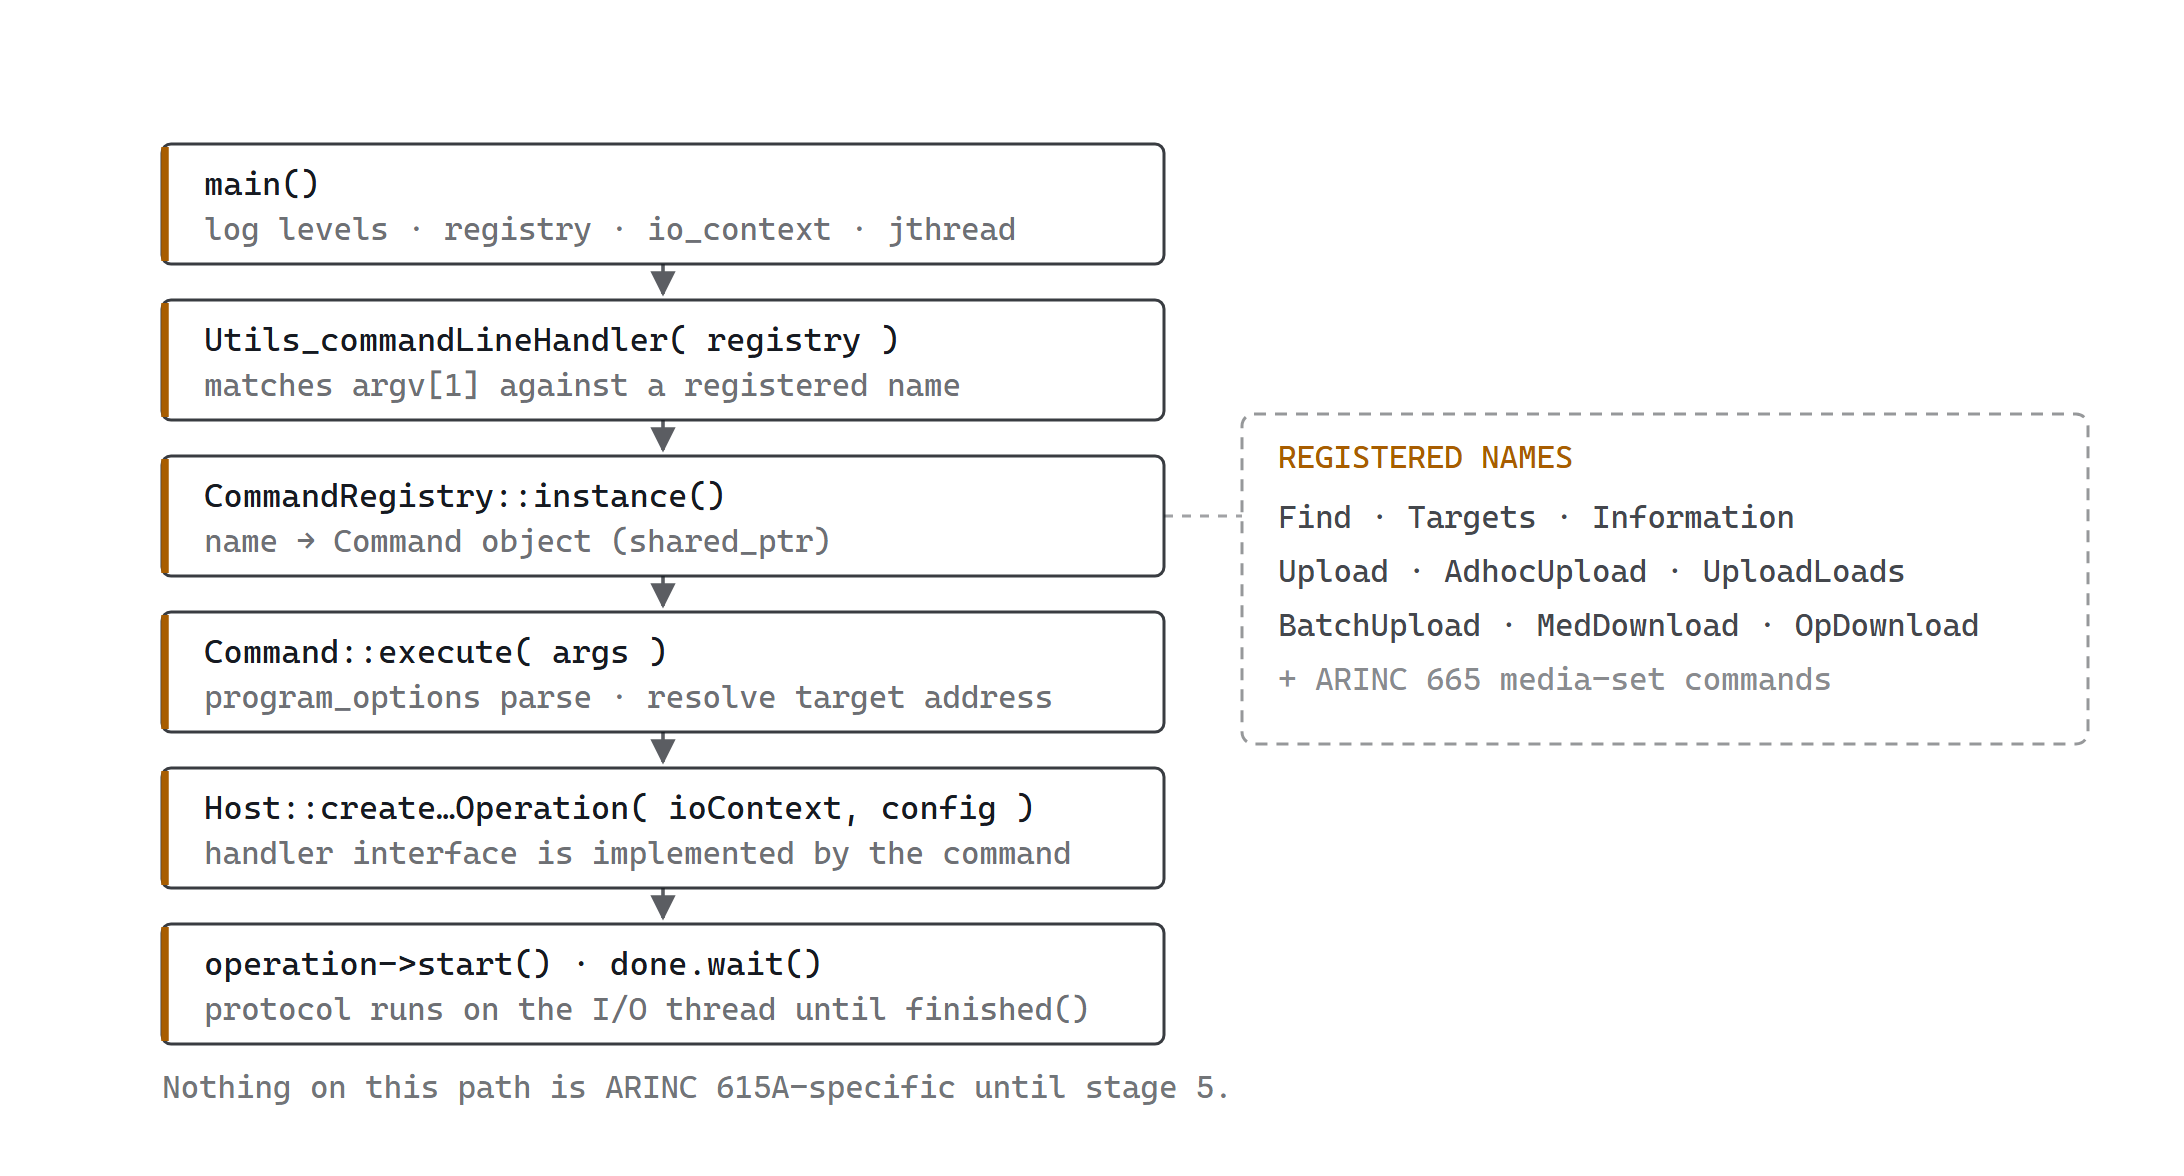 main()
log levels · registry · io_context · jthread
Utils_commandLineHandler( registry )
matches argv[1] against a registered name
CommandRegistry::instance()
name → Command object (shared_ptr)
Command::execute( args )
program_options parse · resolve target address
Host::create…Operation( ioContext, config )
handler interface is implemented by the command
operation->start() · done.wait()
protocol runs on the I/O thread until finished()
Nothing on this path is ARINC 615A-specific until stage 5.
REGISTERED NAMES
Find · Targets · Information
Upload · AdhocUpload · UploadLoads
BatchUpload · MedDownload · OpDownload
+ ARINC 665 media-set commands